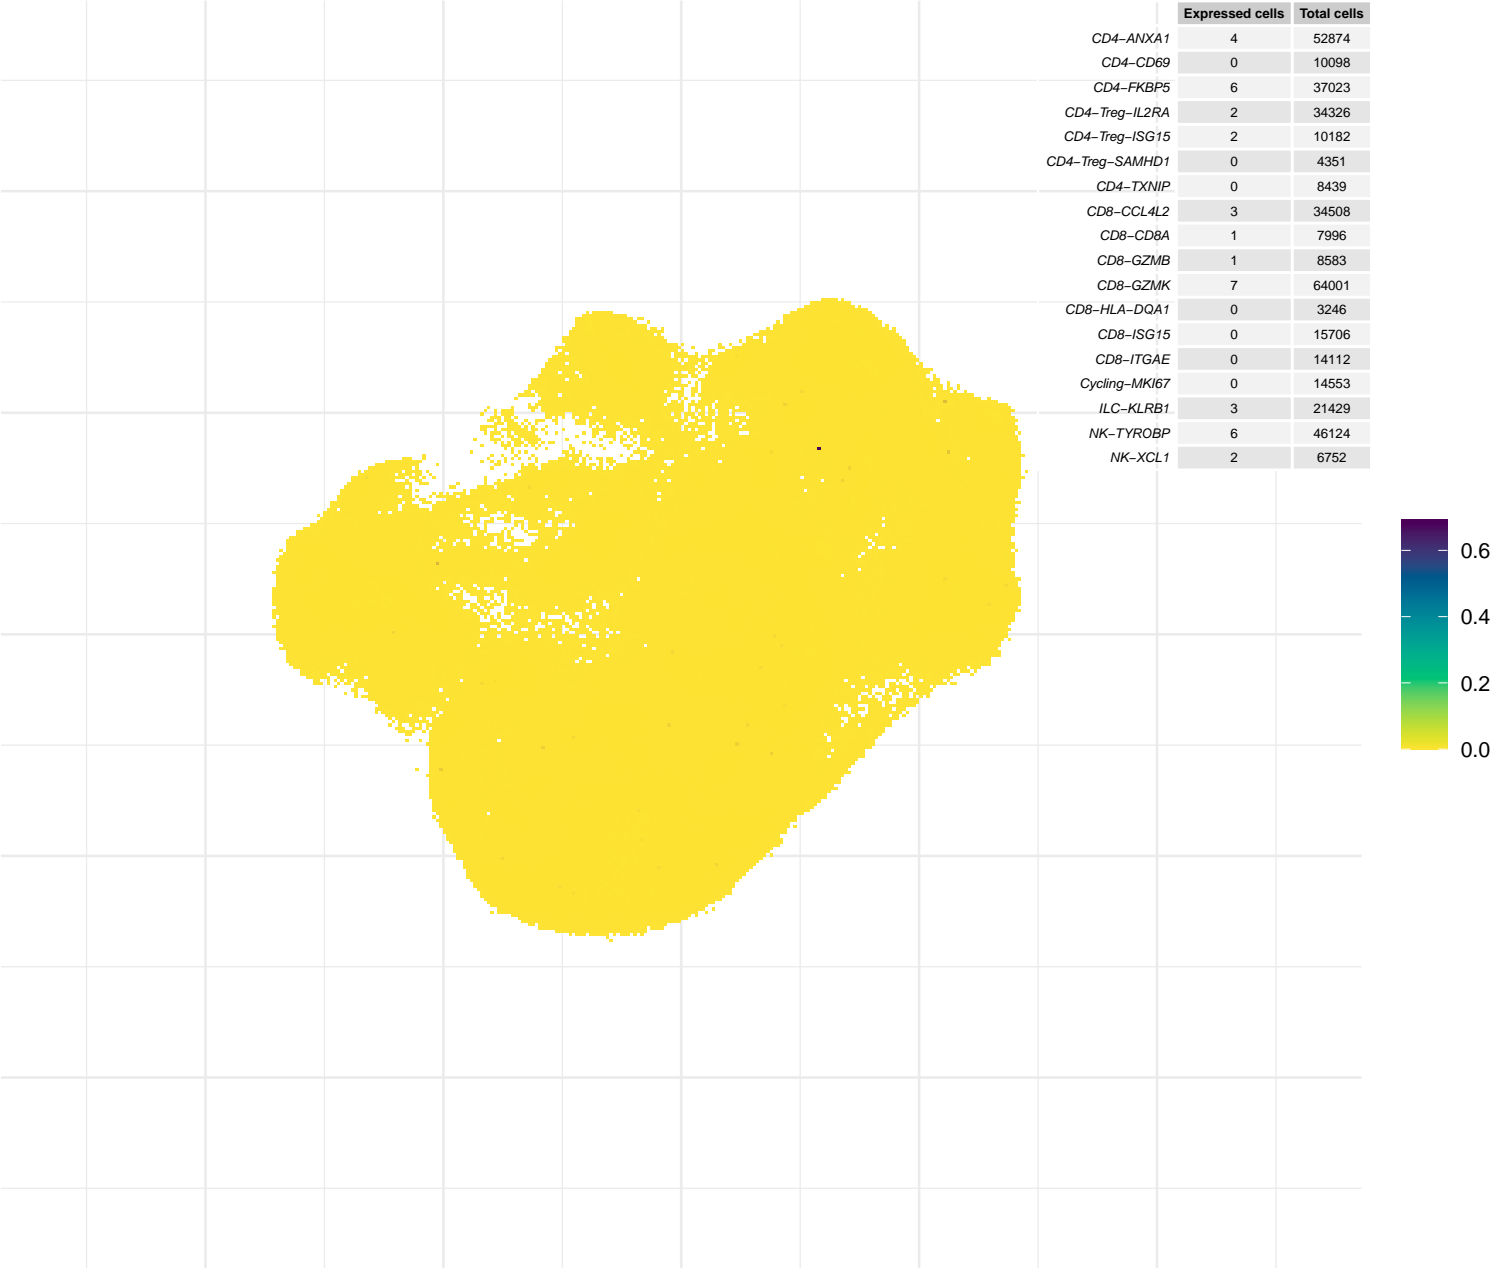 Expressed cells Total cells
CD4−ANXA1 4 52874
CD4−CD69 0 10098
CD4−FKBP5 6 37023
CD4−Treg−IL2RA 2 34326
CD4−Treg−ISG15 2 10182
CD4−Treg−SAMHD1 0 4351
CD4−TXNIP 0 8439
CD8−CCL4L2 3 34508
CD8−CD8A 1 7996
CD8−GZMB 1 8583
CD8−GZMK 7 64001
CD8−HLA−DQA1 0 3246
CD8−ISG15 0 15706
CD8−ITGAE 0 14112
Cycling−MKI67 0 14553
ILC−KLRB1 3 21429
NK−TYROBP 6 46124
NK−XCL1 2 6752
0.6
0.4
0.2
0.0